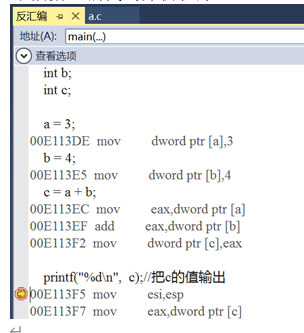 反汇编 a.c
地址(A): main(...)
查看选项
int b;
int c;
a = 3;
00E113DE mov dword ptr [a],3
b = 4;
00E113E5 mov dword ptr [b],4
c = a + b;
00E113EC mov eax,dword ptr [a]
00E113EF add eax,dword ptr [b]
00E113F2 mov dword ptr [c],eax
printf("%d\n", c);//把c的值输出
00E113F5 mov esi,esp
00E113F7 mov eax,dword ptr [c]